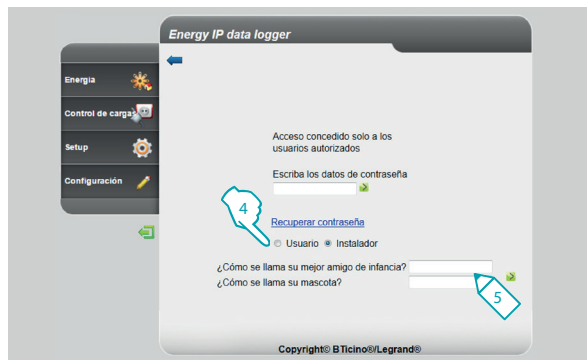 Energy IP data logger
Energía
Control de cargas
Setup
Configuración
Acceso concedido solo a los
usuarios autorizados
Escriba los datos de contraseña
4
Recuperar contraseña
Usuario Instalador
¿Cómo se llama su mejor amigo de infancia?
¿Cómo se llama su mascota?
5
Copyright© BTicino®/Legrand®